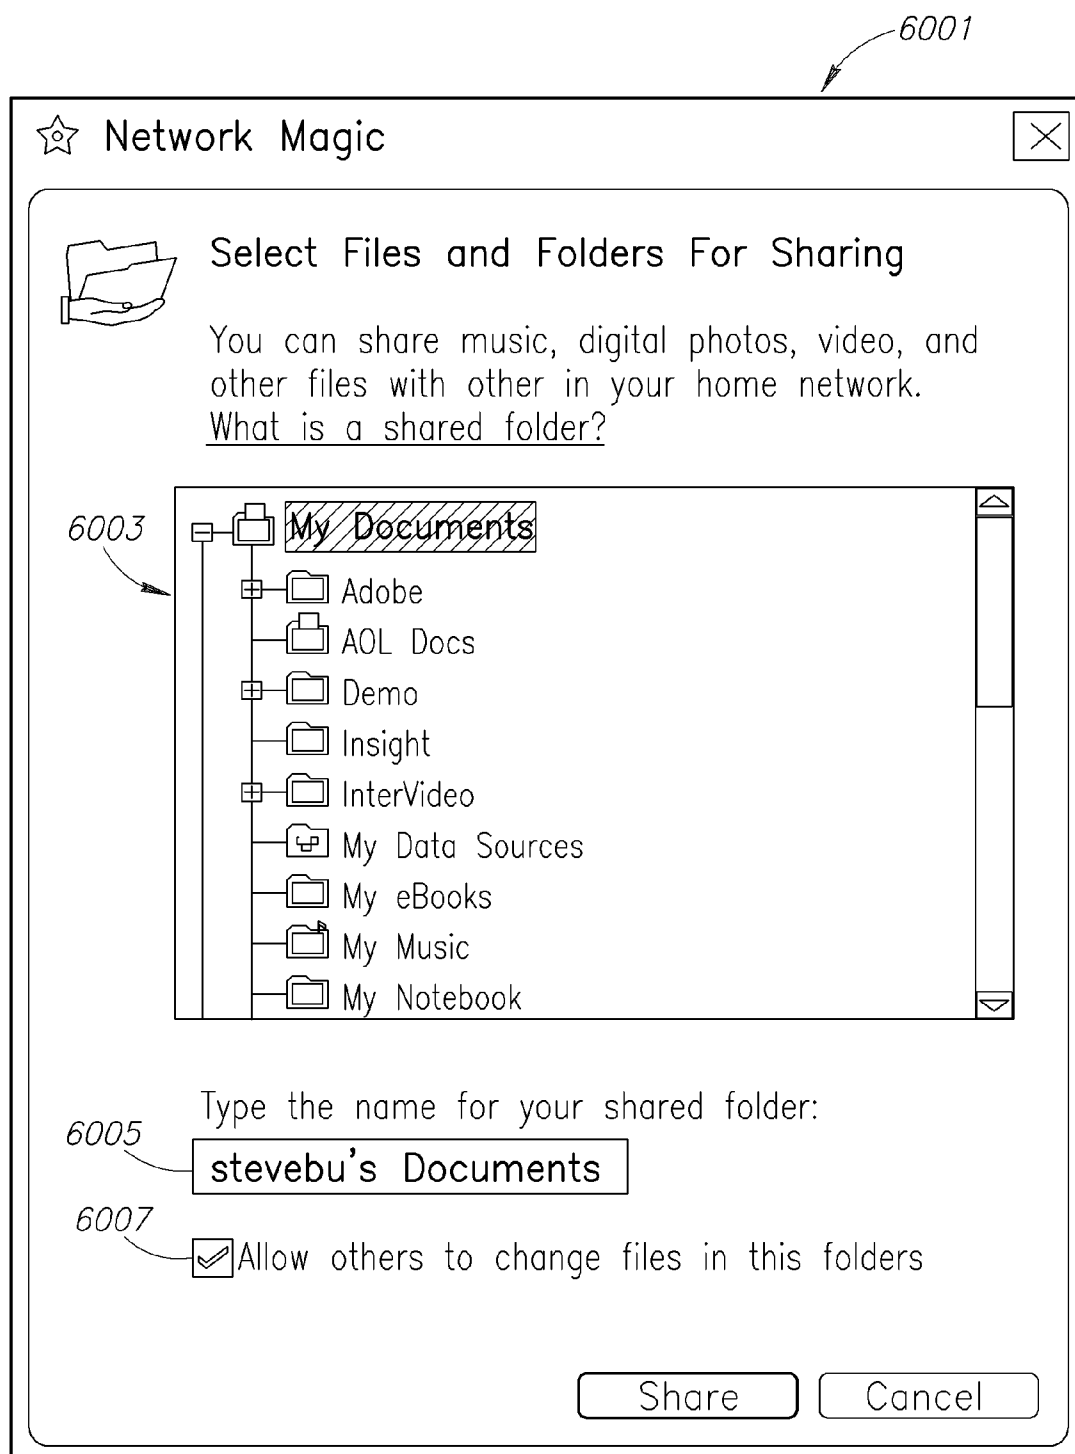 6001
Network Magic
Select Files and Folders For Sharing
You can share music, digital photos, video, and
other files with other in your home network.
What is a shared folder?
6003
My Documents
Adobe
AOL Docs
Demo
Insight
InterVideo
My Data Sources
My eBooks
My Music
My Notebook
Type the name for your shared folder:
6005
stevebu's Documents
6007
Allow others to change files in this folders
Share
Cancel